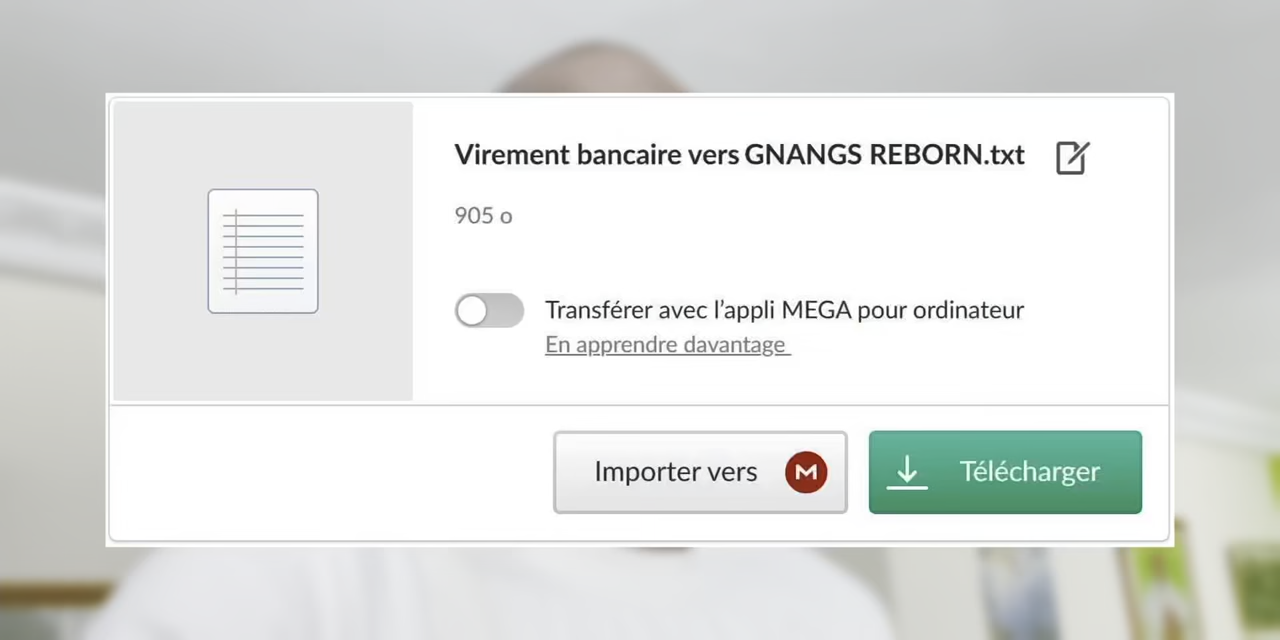 Virement bancaire vers GNANGS REBORN.txt
905 o
Transférer avec l’appli MEGA pour ordinateur
En apprendre davantage
Importer vers M
Télécharger